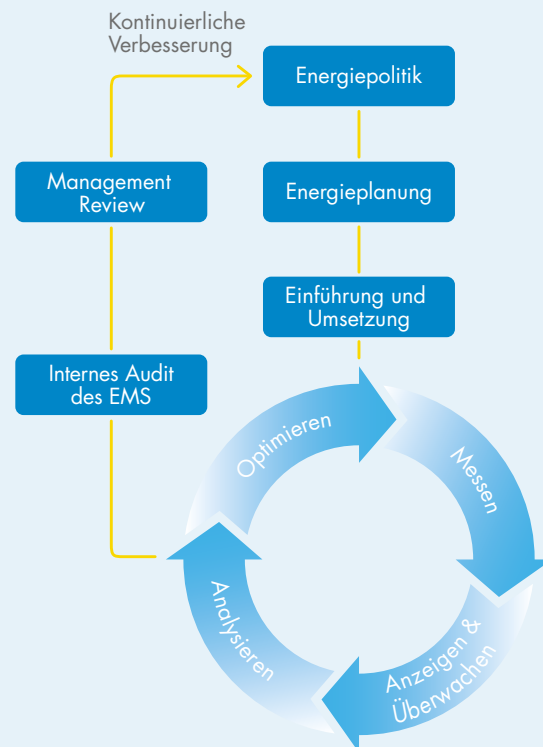 Kontinuierliche
Verbesserung
Energiepolitik
Management
Review
Energieplanung
Einführung und
Umsetzung
Internes Audit
des EMS
Optimieren
Messen
Anzeigen &
Überwachen
Analysieren